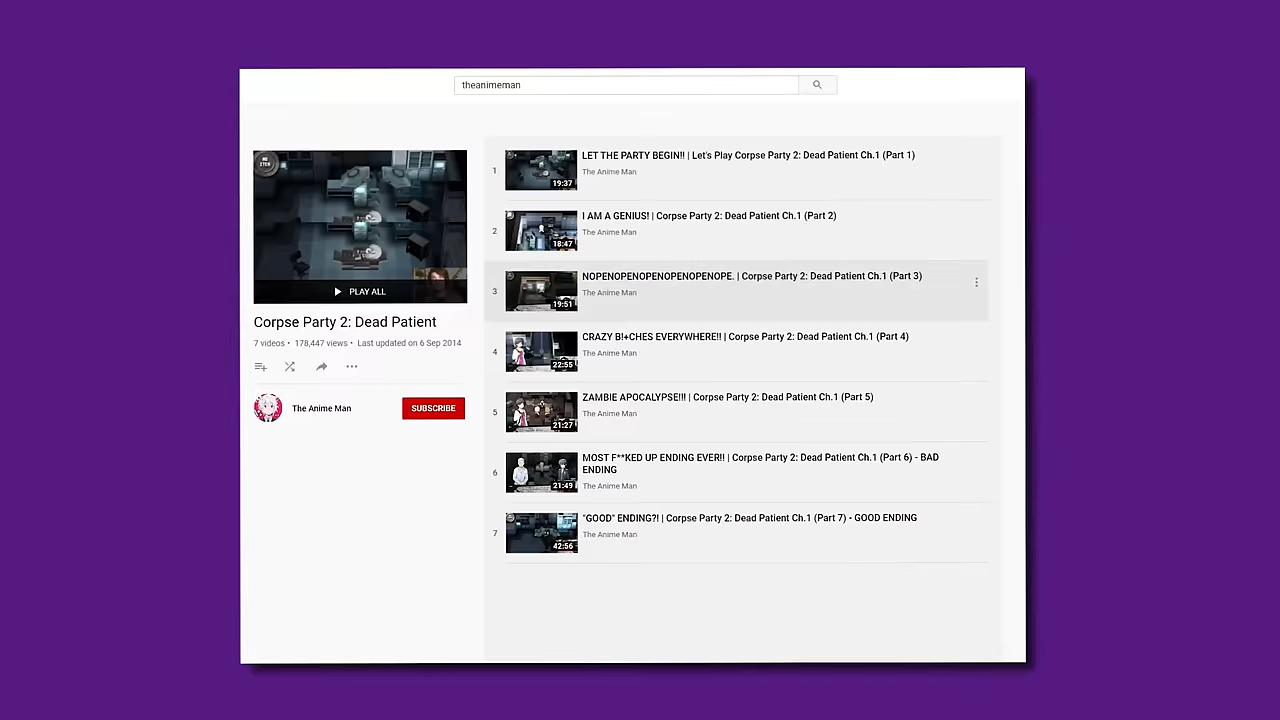 theanimeman
NO
ITEM
PLAY ALL
Corpse Party 2: Dead Patient
7 videos • 178,447 views • Last updated on 6 Sep 2014
The Anime Man
SUBSCRIBE
1
19:37
LET THE PARTY BEGIN!! | Let's Play Corpse Party 2: Dead Patient Ch.1 (Part 1)
The Anime Man
2
18:47
I AM A GENIUS! | Corpse Party 2: Dead Patient Ch.1 (Part 2)
The Anime Man
3
19:51
NOPENOPENOPENOPENOPENOPE. | Corpse Party 2: Dead Patient Ch.1 (Part 3)
The Anime Man
4
22:55
CRAZY B!+CHES EVERYWHERE!! | Corpse Party 2: Dead Patient Ch.1 (Part 4)
The Anime Man
5
21:27
ZAMBIE APOCALYPSE!!! | Corpse Party 2: Dead Patient Ch.1 (Part 5)
The Anime Man
6
21:49
MOST F**KED UP ENDING EVER!! | Corpse Party 2: Dead Patient Ch.1 (Part 6) - BAD
ENDING
The Anime Man
7
42:56
"GOOD" ENDING?! | Corpse Party 2: Dead Patient Ch.1 (Part 7) - GOOD ENDING
The Anime Man